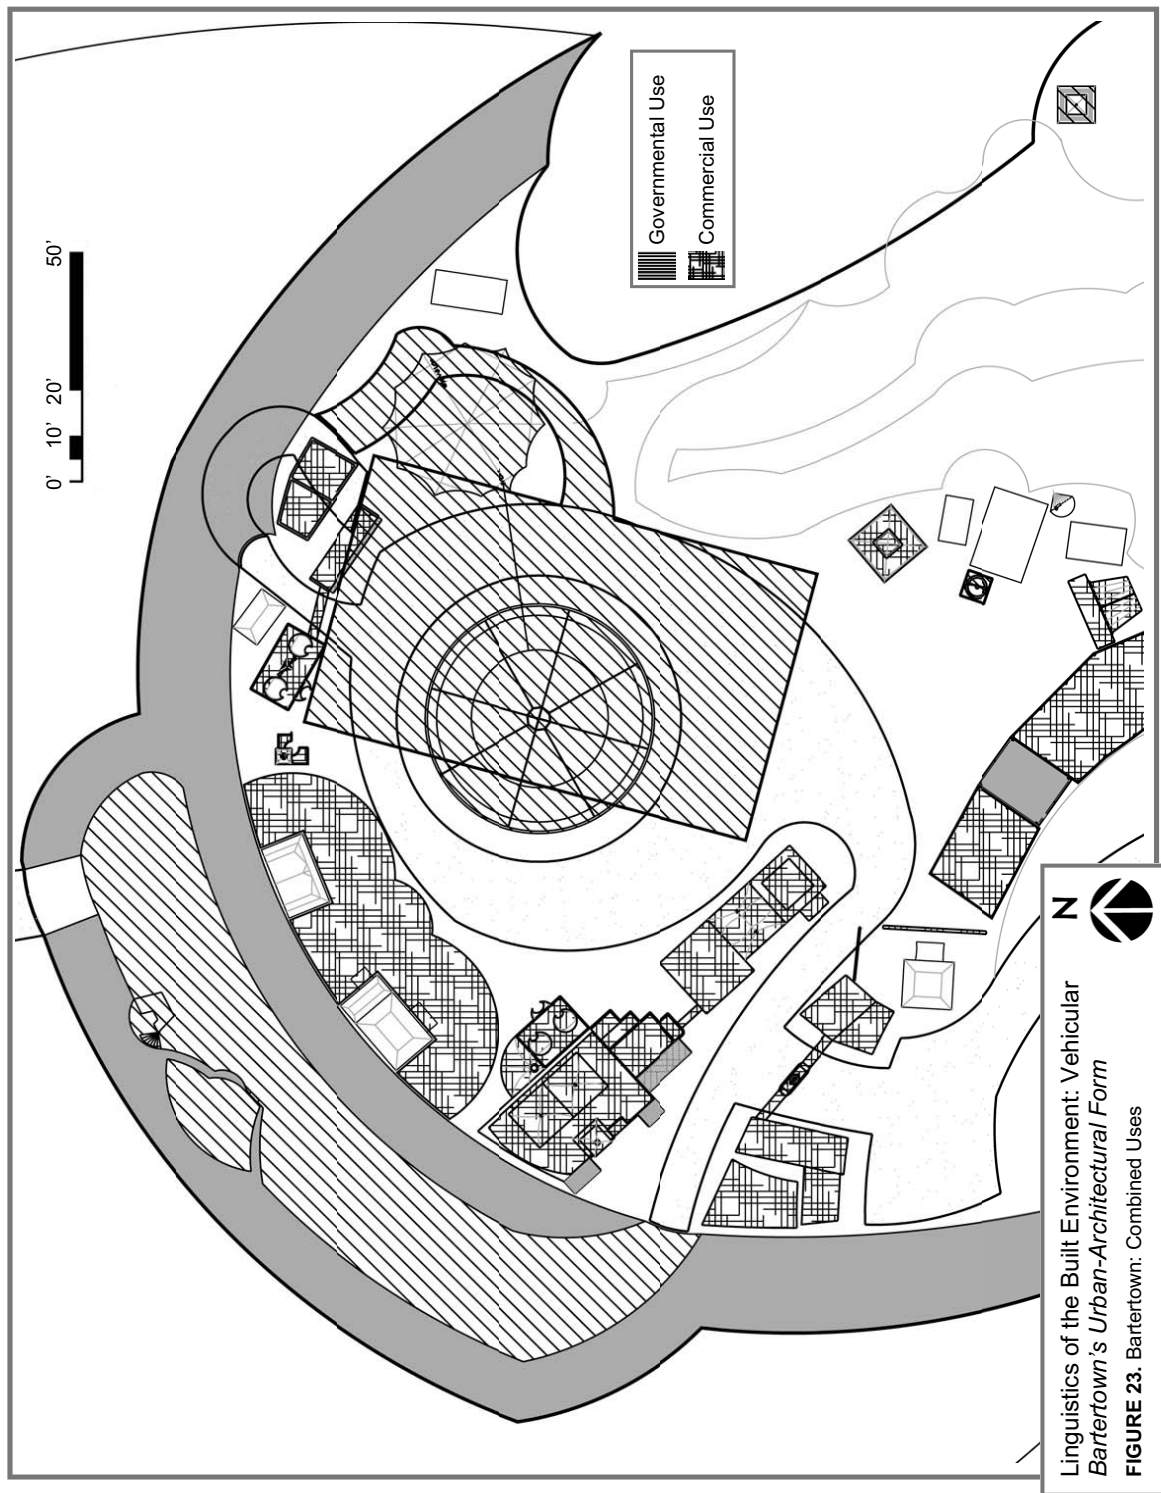 0' 10' 20' 50'
Governmental Use
Commercial Use
N
Linguistics of the Built Environment: Vehicular
Bartertown's Urban-Architectural Form
FIGURE 23. Bartertown: Combined Uses